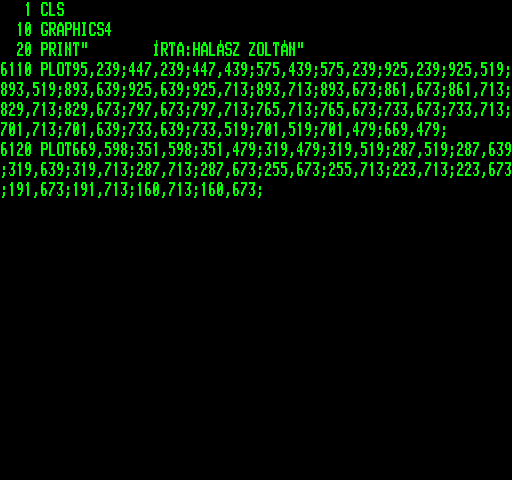 1 CLS
10 GRAPHICS4
20 PRINT"        ÍRTA:HALÁSZ ZOLTÁN"
6110 PLOT95,239;447,239;447,439;575,439;575,239;925,239;925,519;
893,519;893,639;925,639;925,713;893,713;893,673;861,673;861,713;
829,713;829,673;797,673;797,713;765,713;765,673;733,673;733,713;
701,713;701,639;733,639;733,519;701,519;701,479;669,479;
6120 PLOT669,598;351,598;351,479;319,479;319,519;287,519;287,639
;319,639;319,713;287,713;287,673;255,673;255,713;223,713;223,673
;191,673;191,713;160,713;160,673;